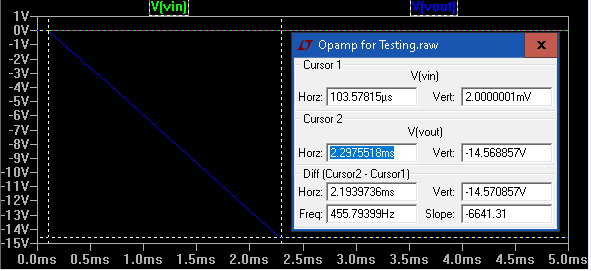 V(vin) V(vout)
1V
0V
-1V
-2V
-3V
-4V
-5V
-6V
-7V
-8V
-9V
-10V
-11V
-12V
-13V
-14V
-15V
0.0ms 0.5ms 1.0ms 1.5ms 2.0ms 2.5ms 3.0ms 3.5ms 4.0ms 4.5ms 5.0ms
Opamp for Testing.raw X
Cursor 1
V(vin)
Horz: 103.57815µs Vert: 2.0000001mV
Cursor 2
V(vout)
Horz: 2.2975518ms Vert: -14.568857V
Diff (Cursor2 - Cursor1)
Horz: 2.1939736ms Vert: -14.570857V
Freq: 455.79399Hz Slope: -6641.31